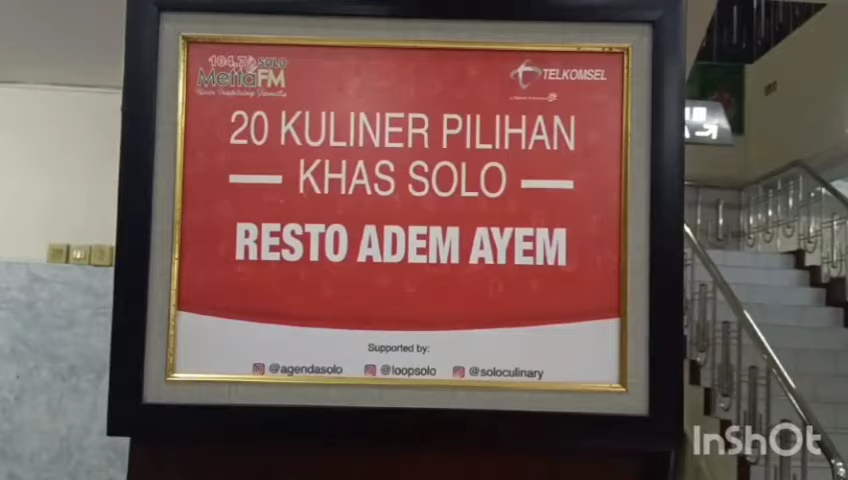 104.7 SOLO
MettaFM
TELKOMSEL
20 KULINER PILIHAN
KHAS SOLO
RESTO ADEM AYEM
Supported by:
@agendasolo @loopsolo @soloculinary
InShOt